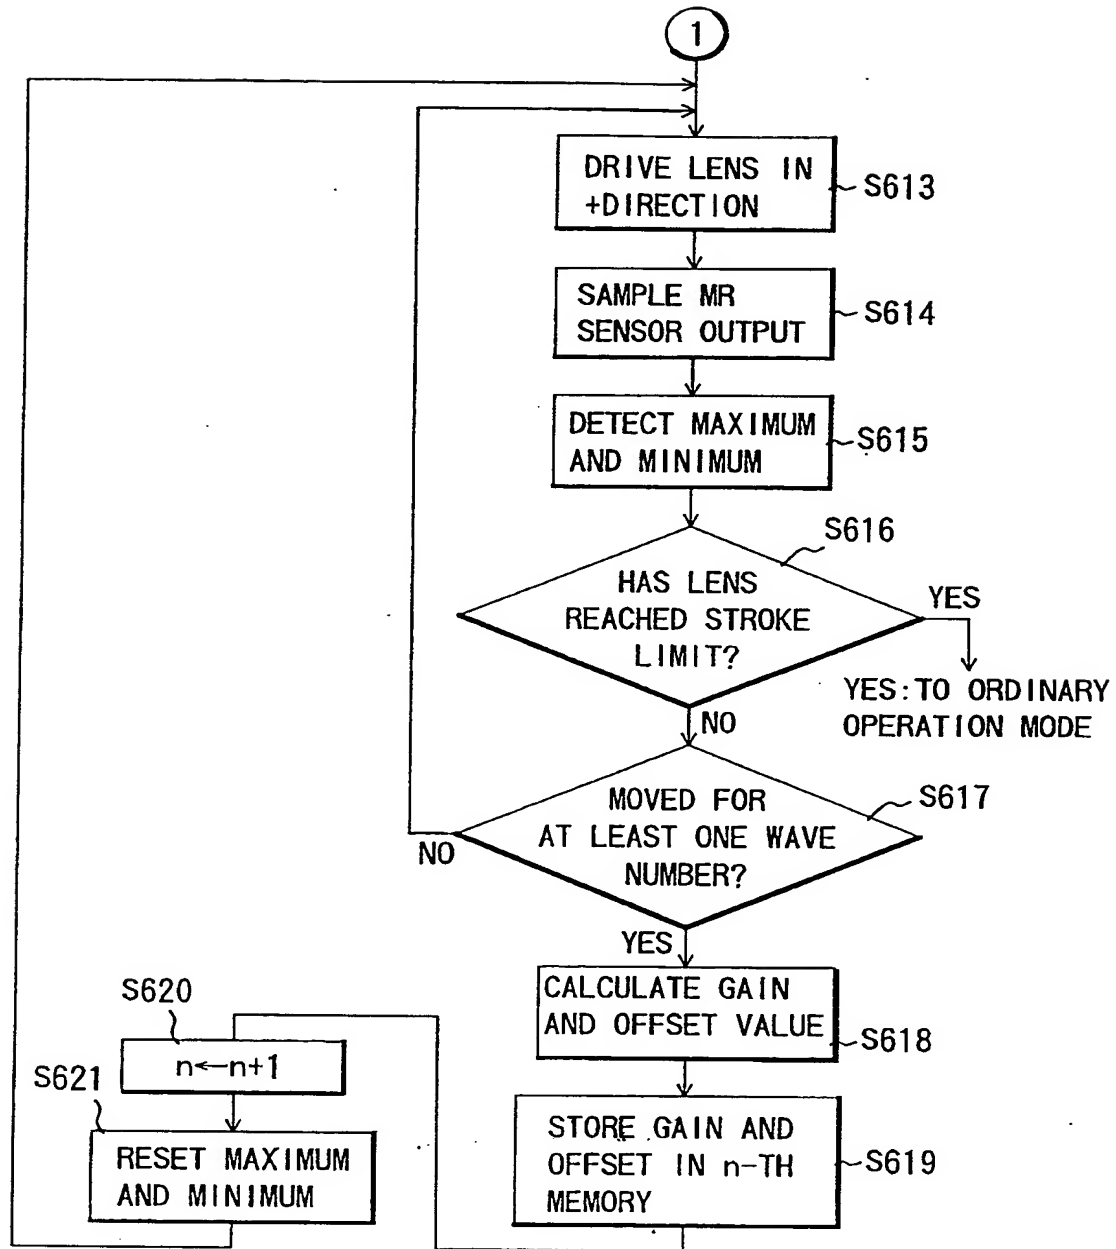 1
DRIVE LENS IN
+DIRECTION
S613
SAMPLE MR
SENSOR OUTPUT
S614
DETECT MAXIMUM
AND MINIMUM
S615
S616
HAS LENS
REACHED STROKE
LIMIT?
YES
YES:TO ORDINARY
OPERATION MODE
NO
S617
MOVED FOR
AT LEAST ONE WAVE
NUMBER?
NO
YES
CALCULATE GAIN
AND OFFSET VALUE
S618
S620
n←n+1
S621
RESET MAXIMUM
AND MINIMUM
STORE GAIN AND
OFFSET IN n-TH
MEMORY
S619